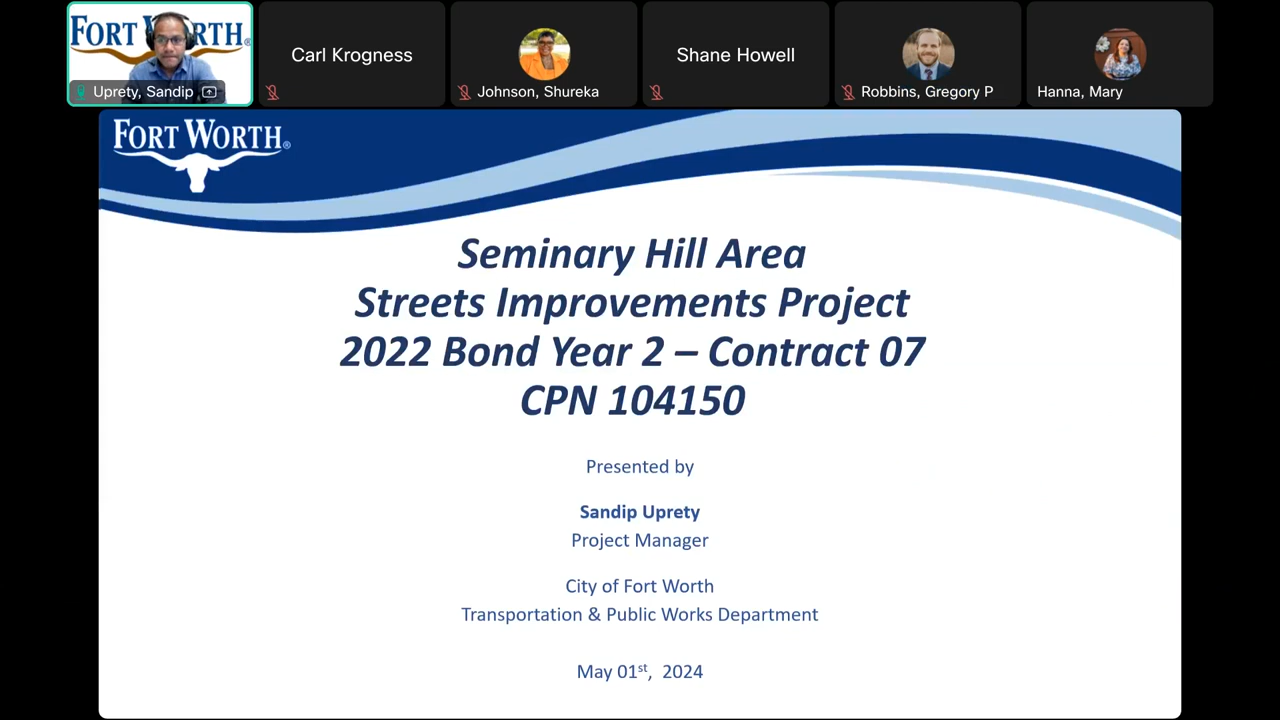 FORT WORTH®
Uprety, Sandip
Carl Krogness
Johnson, Shureka
Shane Howell
Robbins, Gregory P
Hanna, Mary
FORT WORTH®
Seminary Hill Area
Streets Improvements Project
2022 Bond Year 2 – Contract 07
CPN 104150
Presented by
Sandip Uprety
Project Manager
City of Fort Worth
Transportation & Public Works Department
May 01st, 2024